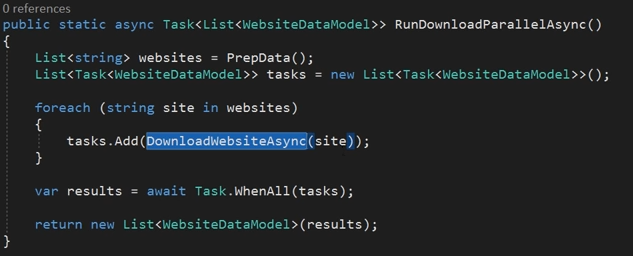 0 references
public static async Task<List<WebsiteDataModel>> RunDownloadParallelAsync()
{
List<string> websites = PrepData();
List<Task<WebsiteDataModel>> tasks = new List<Task<WebsiteDataModel>>();
foreach (string site in websites)
{
tasks.Add(DownloadWebsiteAsync(site));
}
var results = await Task.WhenAll(tasks);
return new List<WebsiteDataModel>(results);
}